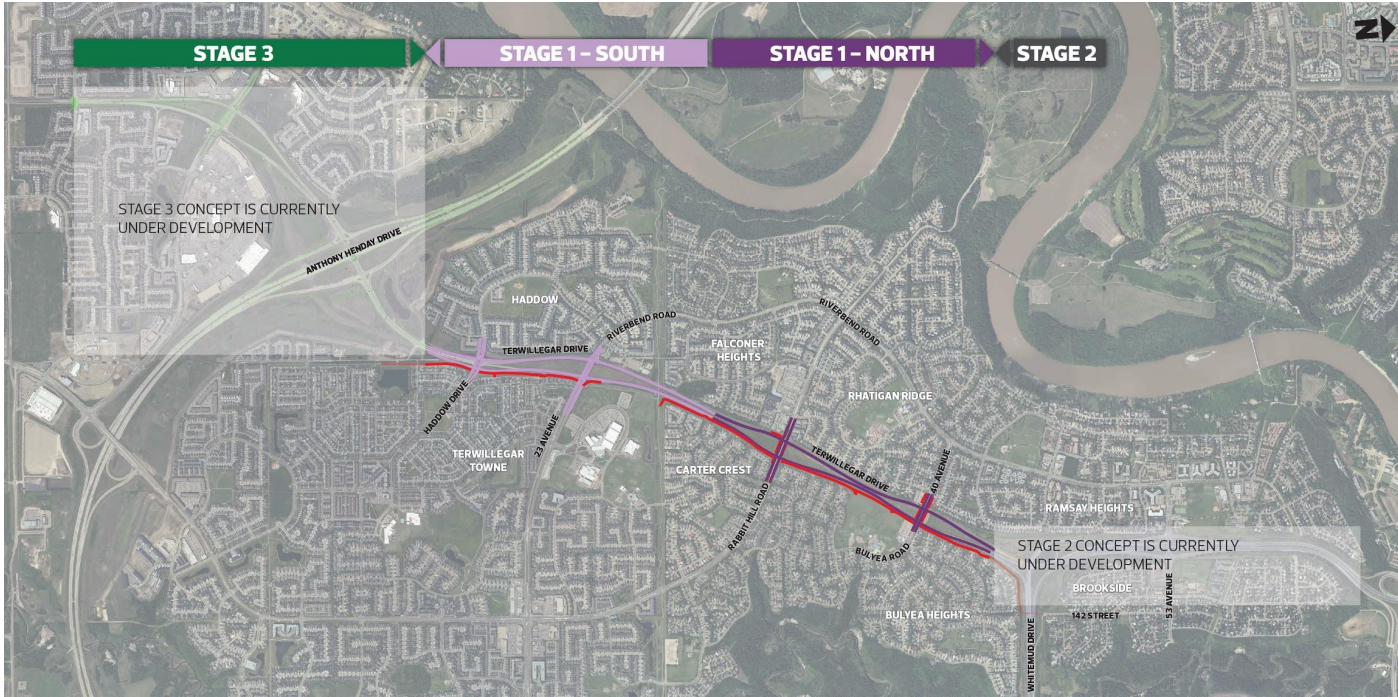 N
STAGE 3
STAGE 1 – SOUTH
STAGE 1 – NORTH
STAGE 2
STAGE 3 CONCEPT IS CURRENTLY
UNDER DEVELOPMENT
ANTHONY HENDAY DRIVE
HADDOW
RIVERBEND ROAD
RIVERBEND ROAD
TERWILLEGAR DRIVE
FALCONER
HEIGHTS
RHATIGAN RIDGE
HADDOW DRIVE
23 AVENUE
TERWILLEGAR
TOWNE
CARTER CREST
TERWILLEGAR DRIVE
40 AVENUE
RABBIT HILL ROAD
RAMSAY HEIGHTS
BULYEA ROAD
STAGE 2 CONCEPT IS CURRENTLY
UNDER DEVELOPMENT
BROOKSIDE
53 AVENUE
BULYEA HEIGHTS
142 STREET
WHITEMUD DRIVE